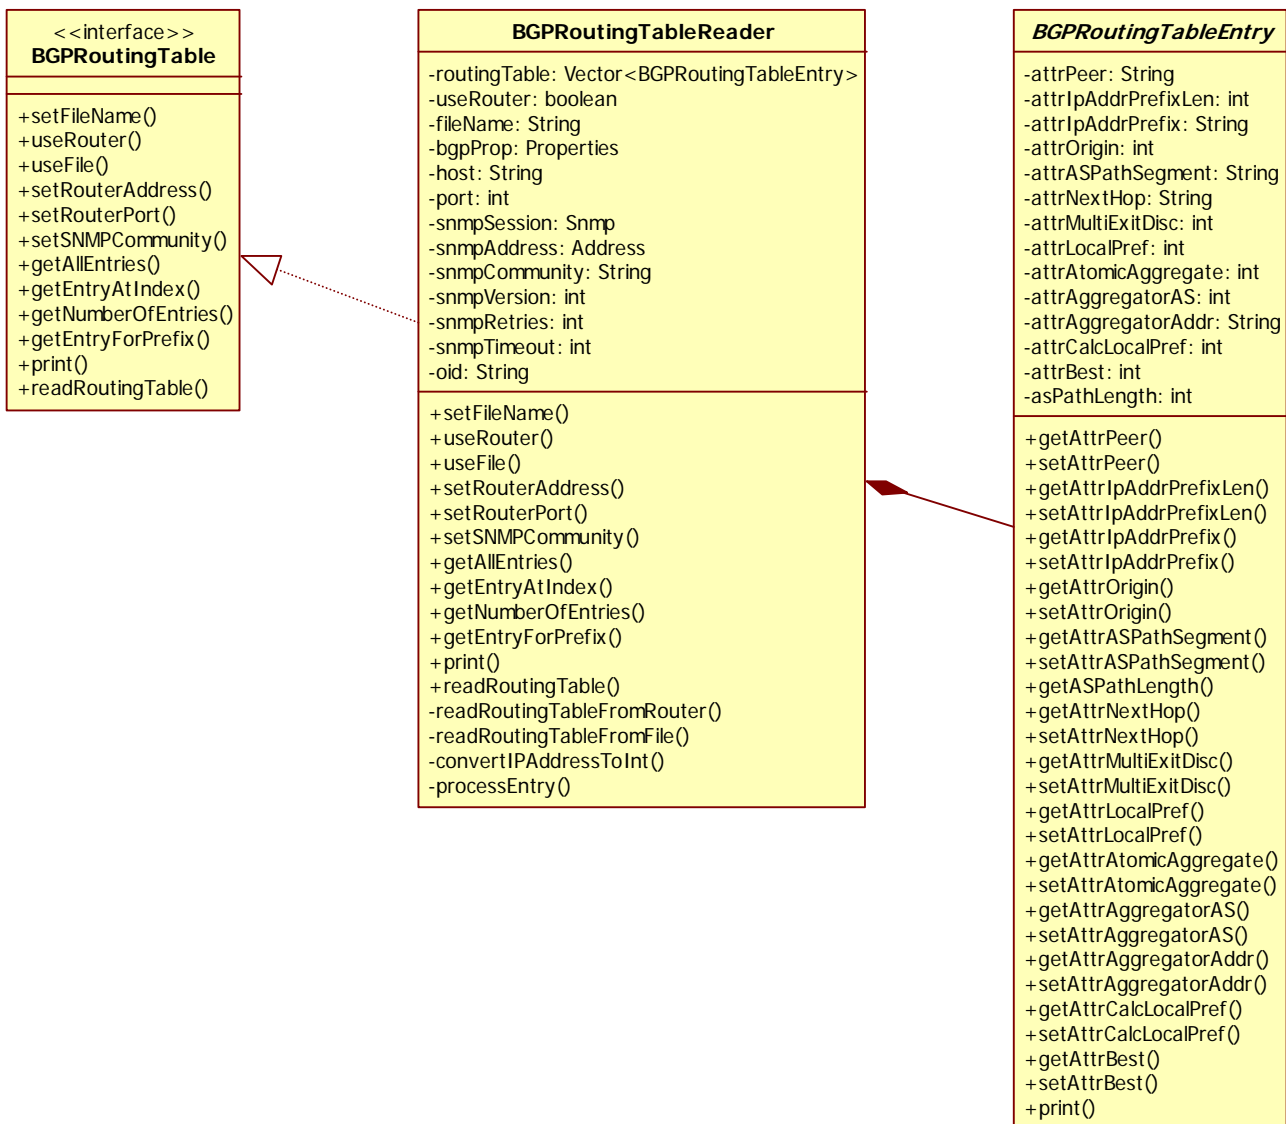 <<interface>>
BGPRoutingTable
+setFileName()
+useRouter()
+useFile()
+setRouterAddress()
+setRouterPort()
+setSNMPCommunity()
+getAllEntries()
+getEntryAtIndex()
+getNumberOfEntries()
+getEntryForPrefix()
+print()
+readRoutingTable()
BGPRoutingTableReader
-routingTable: Vector<BGPRoutingTableEntry>
-useRouter: boolean
-fileName: String
-bgpProp: Properties
-host: String
-port: int
-snmpSession: Snmp
-snmpAddress: Address
-snmpCommunity: String
-snmpVersion: int
-snmpRetries: int
-snmpTimeout: int
-oid: String
+setFileName()
+useRouter()
+useFile()
+setRouterAddress()
+setRouterPort()
+setSNMPCommunity()
+getAllEntries()
+getEntryAtIndex()
+getNumberOfEntries()
+getEntryForPrefix()
+print()
+readRoutingTable()
-readRoutingTableFromRouter()
-readRoutingTableFromFile()
-convertIPAddressToInt()
-processEntry()
BGPRoutingTableEntry
-attrPeer: String
-attrIpAddrPrefixLen: int
-attrIpAddrPrefix: String
-attrOrigin: int
-attrASPathSegment: String
-attrNextHop: String
-attrMultiExitDisc: int
-attrLocalPref: int
-attrAtomicAggregate: int
-attrAggregatorAS: int
-attrAggregatorAddr: String
-attrCalcLocalPref: int
-attrBest: int
-asPathLength: int
+getAttrPeer()
+setAttrPeer()
+getAttrIpAddrPrefixLen()
+setAttrIpAddrPrefixLen()
+getAttrIpAddrPrefix()
+setAttrIpAddrPrefix()
+getAttrOrigin()
+setAttrOrigin()
+getAttrASPathSegment()
+setAttrASPathSegment()
+getASPathLength()
+getAttrNextHop()
+setAttrNextHop()
+getAttrMultiExitDisc()
+setAttrMultiExitDisc()
+getAttrLocalPref()
+setAttrLocalPref()
+getAttrAtomicAggregate()
+setAttrAtomicAggregate()
+getAttrAggregatorAS()
+setAttrAggregatorAS()
+getAttrAggregatorAddr()
+setAttrAggregatorAddr()
+getAttrCalcLocalPref()
+setAttrCalcLocalPref()
+getAttrBest()
+setAttrBest()
+print()